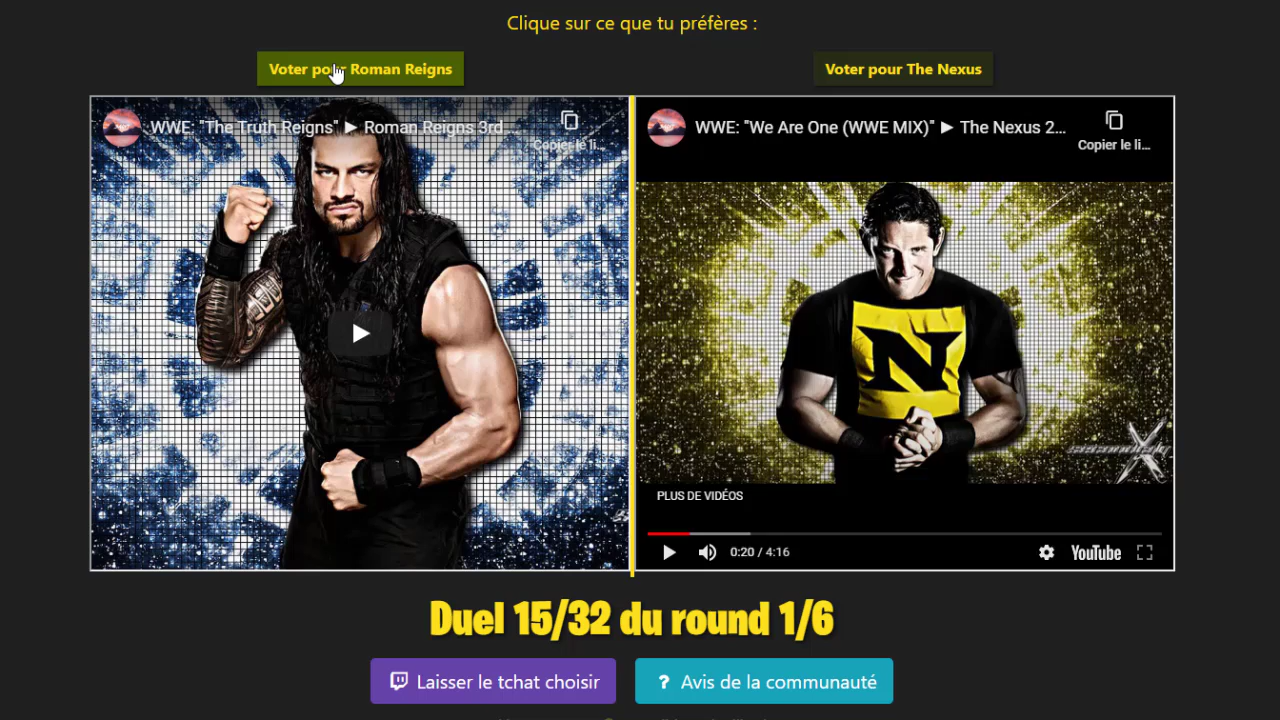 Clique sur ce que tu préfères :
Voter pour Roman Reigns
Voter pour The Nexus
WWE: "The Truth Reigns" ► Roman Reigns 3rd ...
Copier le li...
WWE: "We Are One (WWE MIX)" ► The Nexus 2...
Copier le li...
N
PLUS DE VIDÉOS
0:20 / 4:16
YouTube
Duel 15/32 du round 1/6
Laisser le tchat choisir
? Avis de la communauté